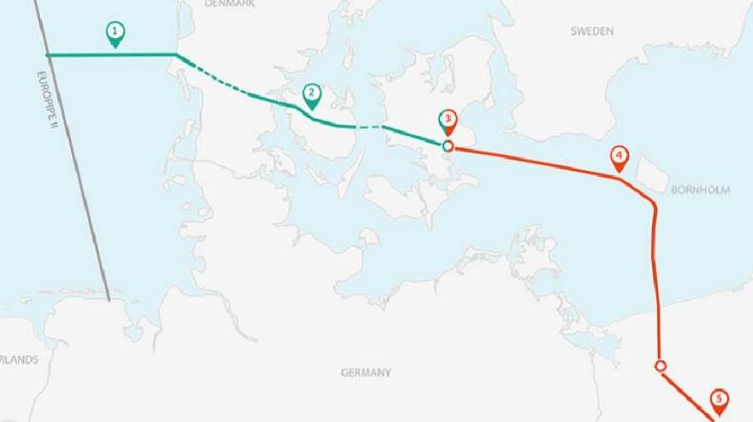 DENMARK
1
SWEDEN
EUROPIPE II
2
3
4
BORNHOLM
RLANDS
GERMANY
5